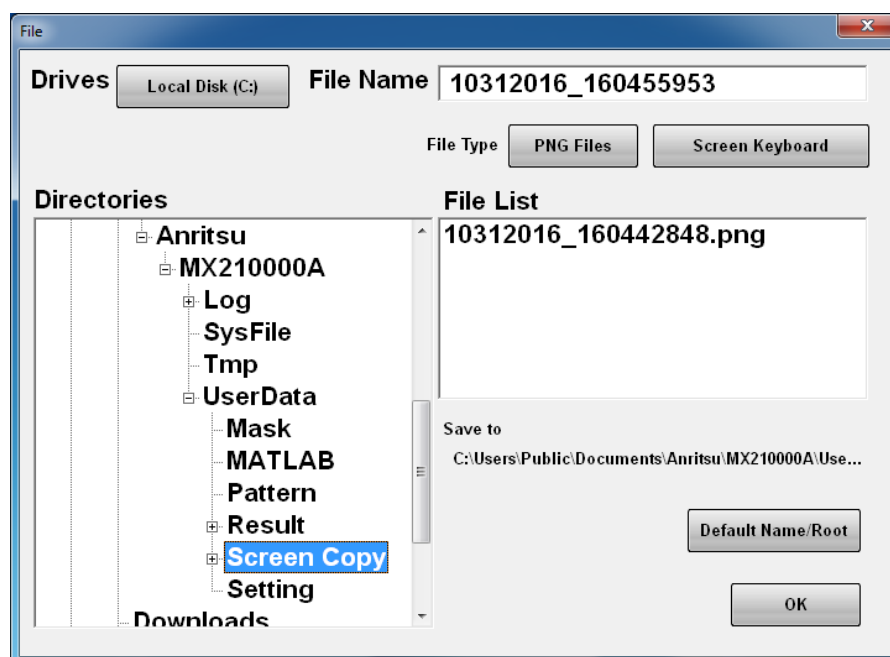 File
Drives Local Disk (C:) File Name 10312016_160455953
File Type PNG Files Screen Keyboard
Directories
Anritsu
MX210000A
Log
SysFile
Tmp
UserData
Mask
MATLAB
Pattern
Result
Screen Copy
Setting
Downloads
File List
10312016_160442848.png
Save to
C:\Users\Public\Documents\Anritsu\MX210000A\Use...
Default Name/Root
OK